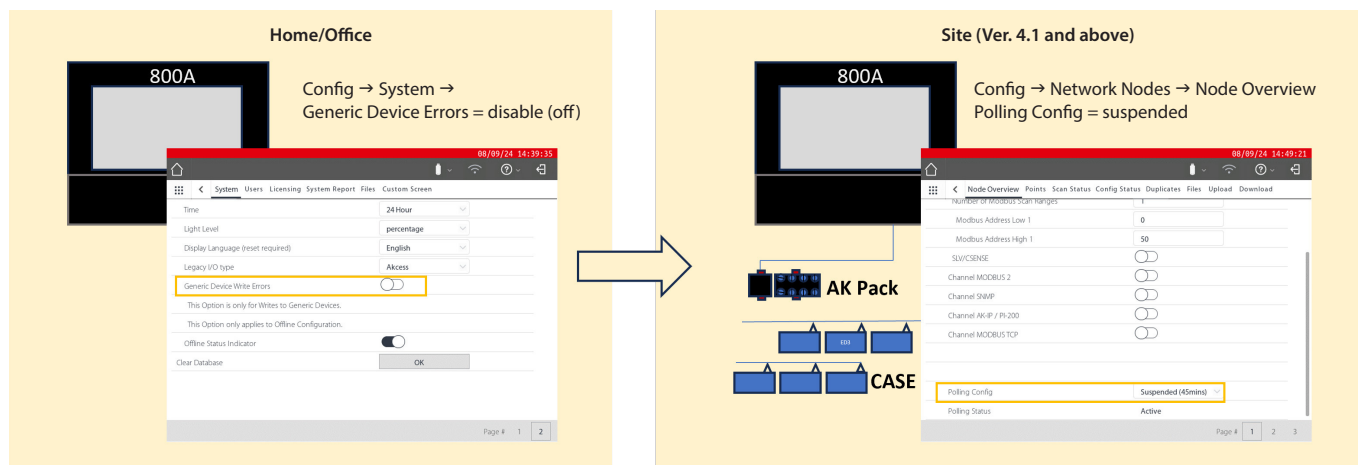 Home/Office
800A
Config → System →
Generic Device Errors = disable (off)
08/09/24 14:39:35
System Users Licensing System Report Files Custom Screen
Time 24 Hour
Light Level percentage
Display Language (reset required) English
Legacy I/O type Akcess
Generic Device Write Errors
This Option is only for Writes to Generic Devices.
This Option only applies to Offline Configuration.
Offline Status Indicator
Clear Database OK
Page # 1 2
Site (Ver. 4.1 and above)
800A
Config → Network Nodes → Node Overview
Polling Config = suspended
08/09/24 14:49:21
Node Overview Points Scan Status Config Status Duplicates Files Upload Download
Number of Modbus Scan Ranges 1
Modbus Address Low 1 0
Modbus Address High 1 50
SLV/CSENSE
Channel MODBUS 2
Channel SNMP
Channel AK-IP / PI-200
Channel MODBUS TCP
Polling Config Suspended (45mins)
Polling Status Active
Page # 1 2 3
AK Pack
ED3
CASE